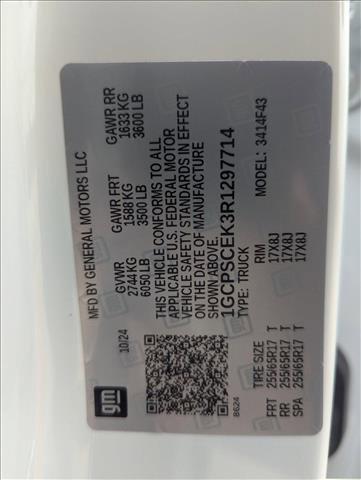 MFD BY GENERAL MOTORS LLC
10/24
gm
GVWR GAWR FRT GAWR RR
2744 KG 1588 KG 1633 KG
6050 LB 3500 LB 3600 LB
THIS VEHICLE CONFORMS TO ALL
APPLICABLE U.S. FEDERAL MOTOR
VEHICLE SAFETY STANDARDS IN EFFECT
ON THE DATE OF MANUFACTURE
SHOWN ABOVE.
1GCPSCEK3R1297714
TYPE: TRUCK MODEL: 3414F43
8624
TIRE SIZE RIM
FRT 255/65R17 T 17X8J
RR 255/65R17 T 17X8J
SPA 255/65R17 T 17X8J